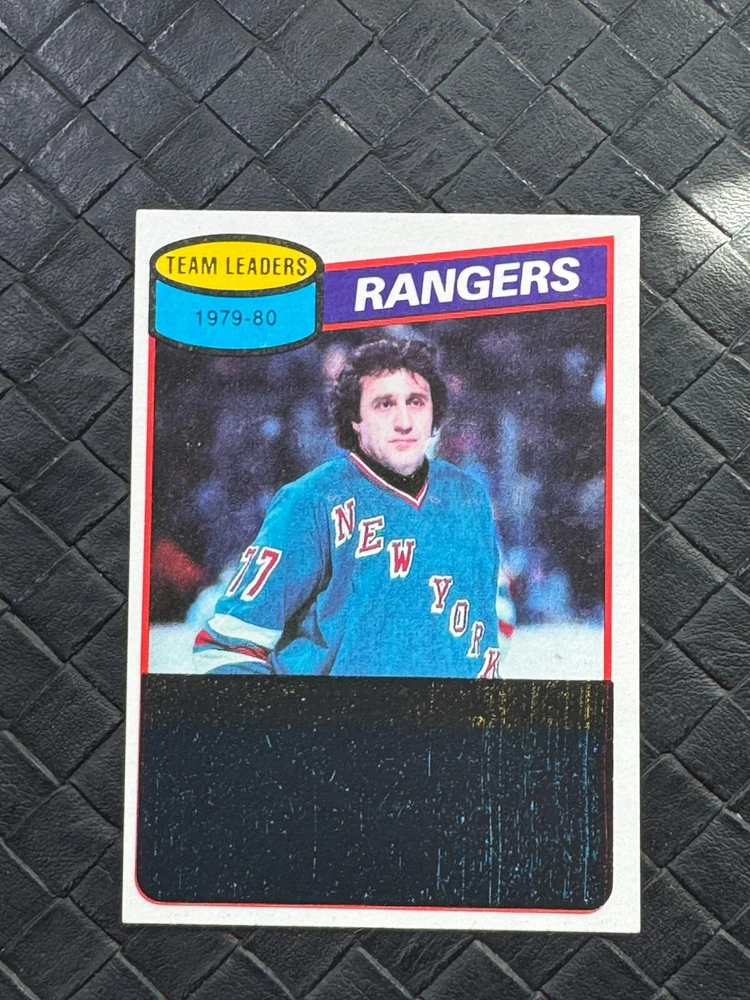 TEAM LEADERS
1979-80
RANGERS
77
NEW YORK